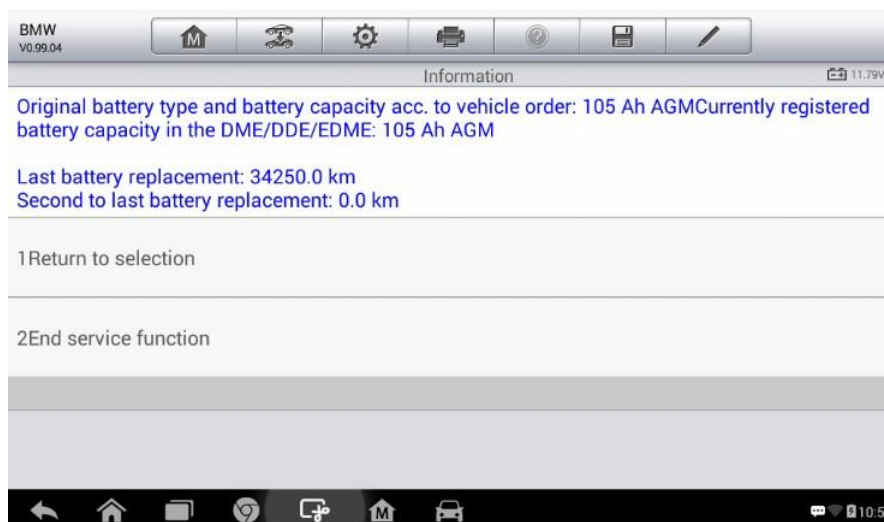 BMW
V0.99.04
M
Information
11.79V
Original battery type and battery capacity acc. to vehicle order: 105 Ah AGMCurrently registered
battery capacity in the DME/DDE/EDME: 105 Ah AGM
Last battery replacement: 34250.0 km
Second to last battery replacement: 0.0 km
1Return to selection
2End service function
M